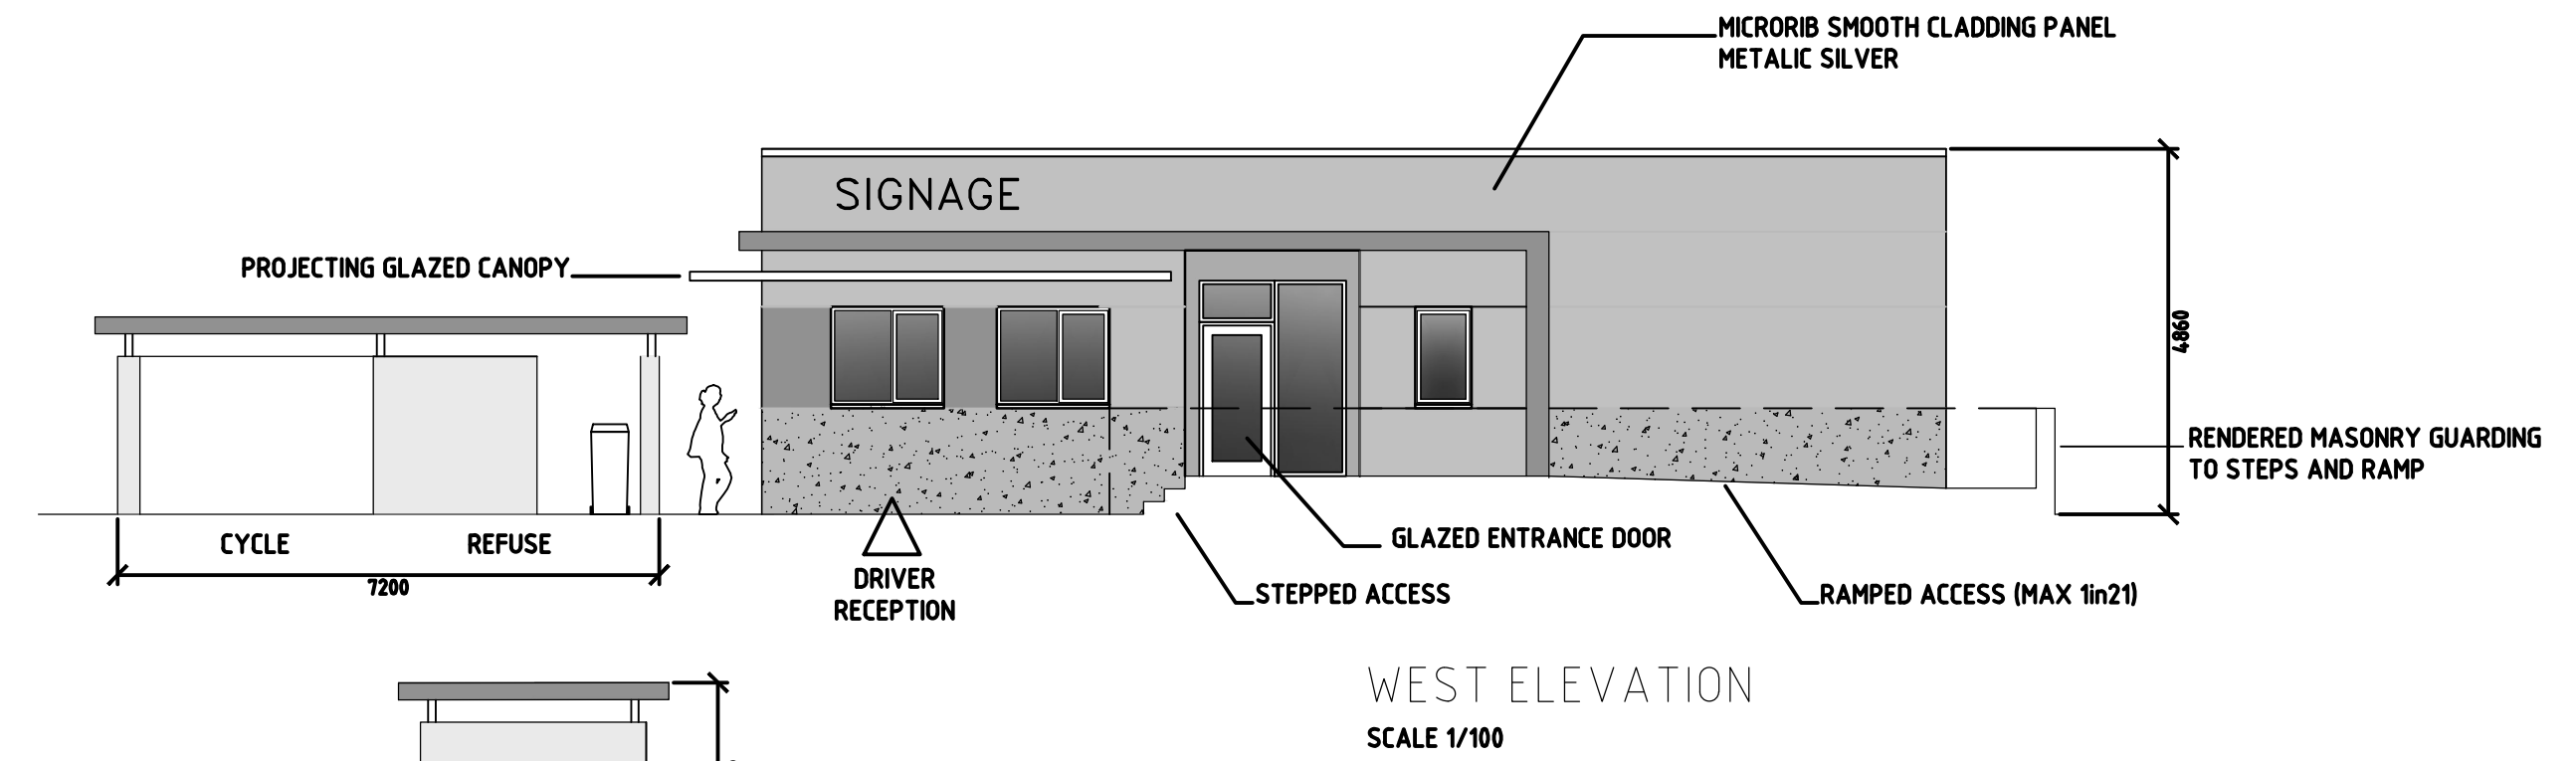 MICRORIB SMOOTH CLADDING PANEL
METALIC SILVER
SIGNAGE
PROJECTING GLAZED CANOPY
4860
RENDERED MASONRY GUARDING
TO STEPS AND RAMP
GLAZED ENTRANCE DOOR
CYCLE
REFUSE
7200
DRIVER
RECEPTION
STEPPED ACCESS
RAMPED ACCESS (MAX 1in21)
WEST ELEVATION
SCALE 1/100